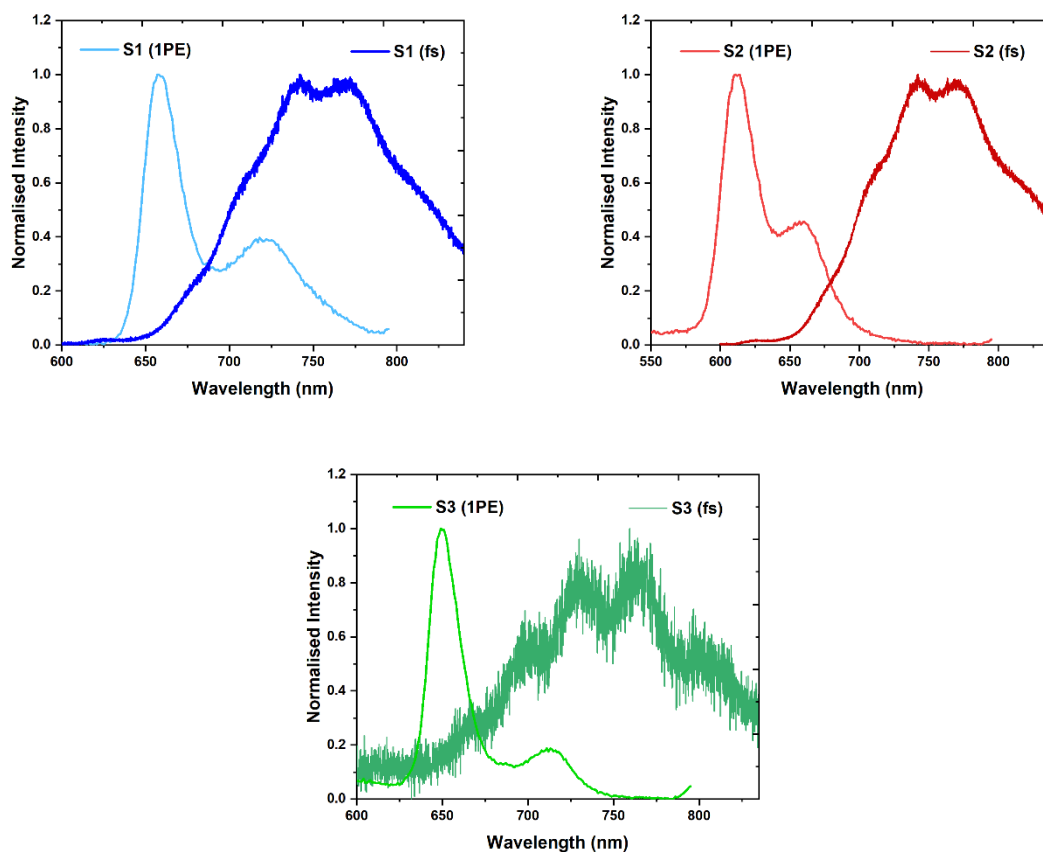 S1 (1PE) S1 (fs)
Normalised Intensity
1.2
1.0
0.8
0.6
0.4
0.2
0.0
600 650 700 750 800
Wavelength (nm)
S2 (1PE) S2 (fs)
Normalised Intensity
1.2
1.0
0.8
0.6
0.4
0.2
0.0
550 600 650 700 750 800
Wavelength (nm)
S3 (1PE) S3 (fs)
Normalised Intensity
1.2
1.0
0.8
0.6
0.4
0.2
0.0
600 650 700 750 800
Wavelength (nm)